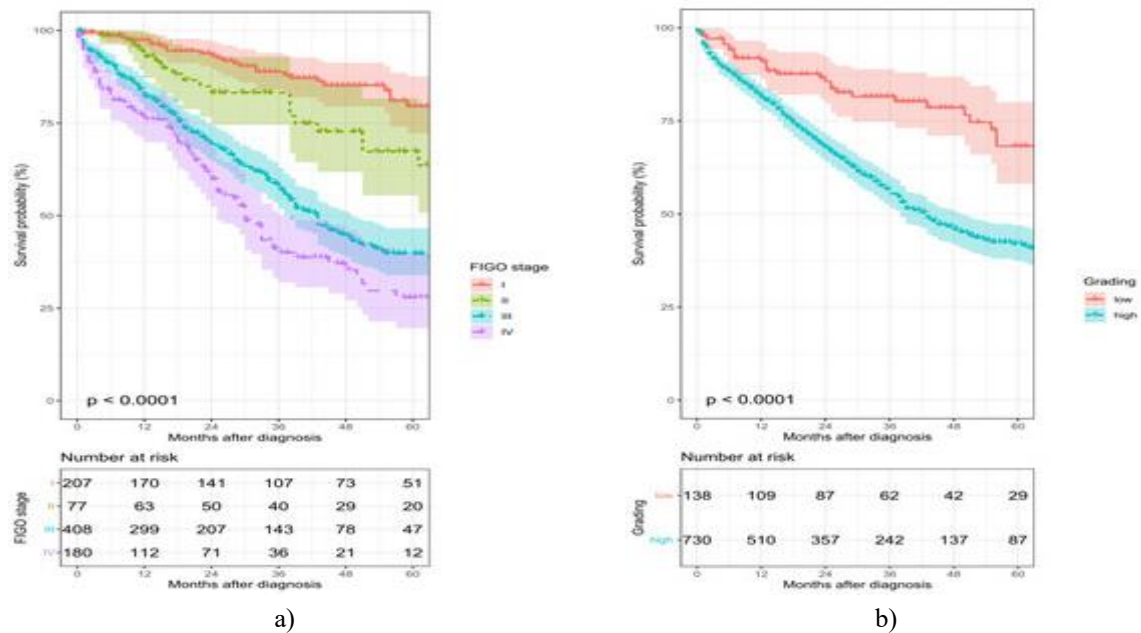 100
75
50
25
0
Survival probability (%)
p < 0.0001
0 12 24 36 48 60
Months after diagnosis
FIGO stage
I
II
III
IV
Number at risk
FIGO stage
I 207 170 141 107 73 51
II 77 63 50 40 29 20
III 408 299 207 143 78 47
IV 180 112 71 36 21 12
0 12 24 36 48 60
Months after diagnosis
a)
100
75
50
25
0
Survival probability (%)
p < 0.0001
0 12 24 36 48 60
Months after diagnosis
Grading
low
high
Number at risk
Grading
low 138 109 87 62 42 29
high 730 510 357 242 137 87
0 12 24 36 48 60
Months after diagnosis
b)